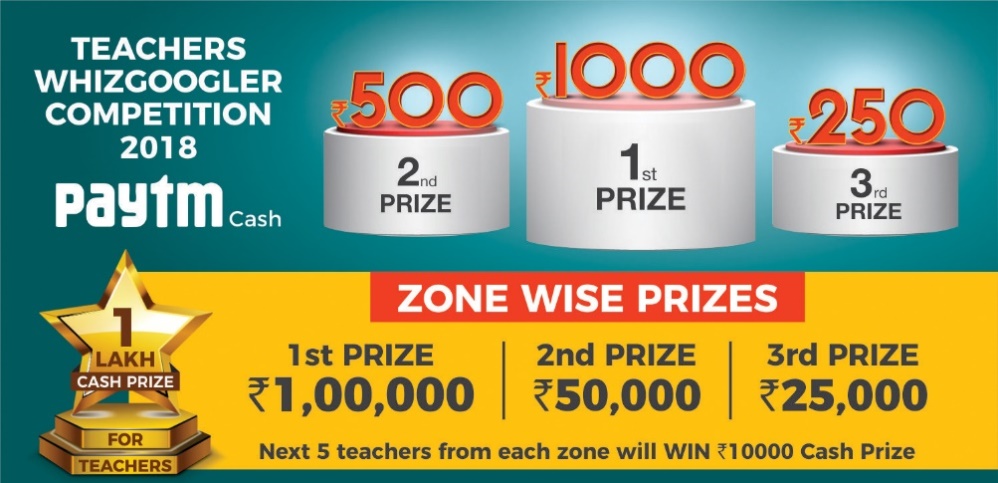 TEACHERS
WHIZGOOGLER
COMPETITION
2018
paytm Cash
₹500
2nd
PRIZE
₹1000
1st
PRIZE
₹250
3rd
PRIZE
1
LAKH
CASH PRIZE
FOR
TEACHERS
ZONE WISE PRIZES
1st PRIZE
₹1,00,000
2nd PRIZE
₹50,000
3rd PRIZE
₹25,000
Next 5 teachers from each zone will WIN ₹10000 Cash Prize